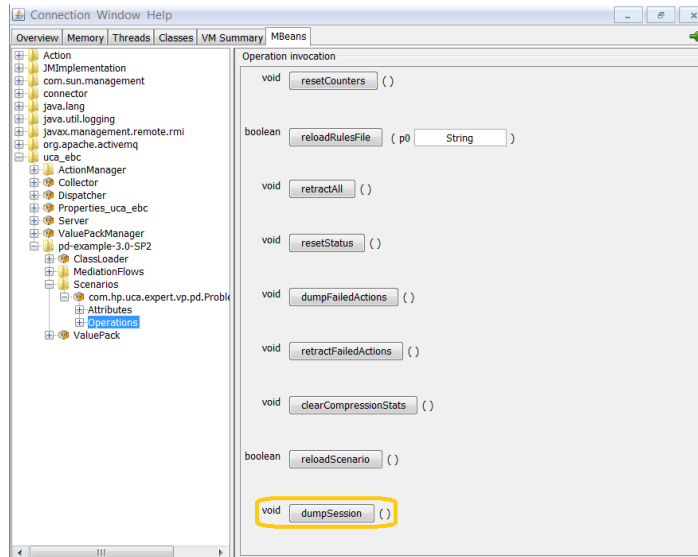 Connection Window Help
Overview Memory Threads Classes VM Summary MBeans
Action
JMImplementation
com.sun.management
connector
java.lang
java.util.logging
javax.management.remote.rmi
org.apache.activemq
uca_ebc
ActionManager
Collector
Dispatcher
Properties_uca_ebc
Server
ValuePackManager
pd-example-3.0-SP2
ClassLoader
MediationFlows
Scenarios
com.hp.uca.expert.vp.pd.Proble
Attributes
Operations
ValuePack
Operation invocation
void resetCounters ( )
boolean reloadRulesFile ( p0 String )
void retractAll ( )
void resetStatus ( )
void dumpFailedActions ( )
void retractFailedActions ( )
void clearCompressionStats ( )
boolean reloadScenario ( )
void dumpSession ( )